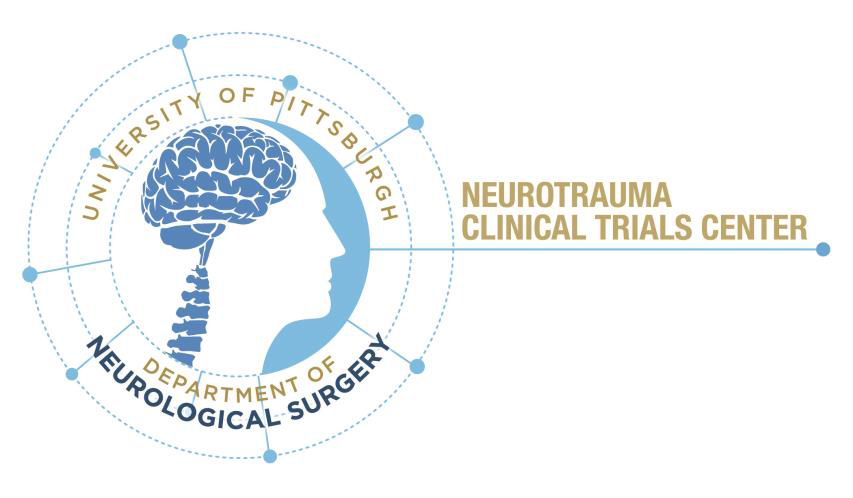 UNIVERSITY OF PITTSBURGH
DEPARTMENT OF
NEUROLOGICAL SURGERY
NEUROTRAUMA
CLINICAL TRIALS CENTER